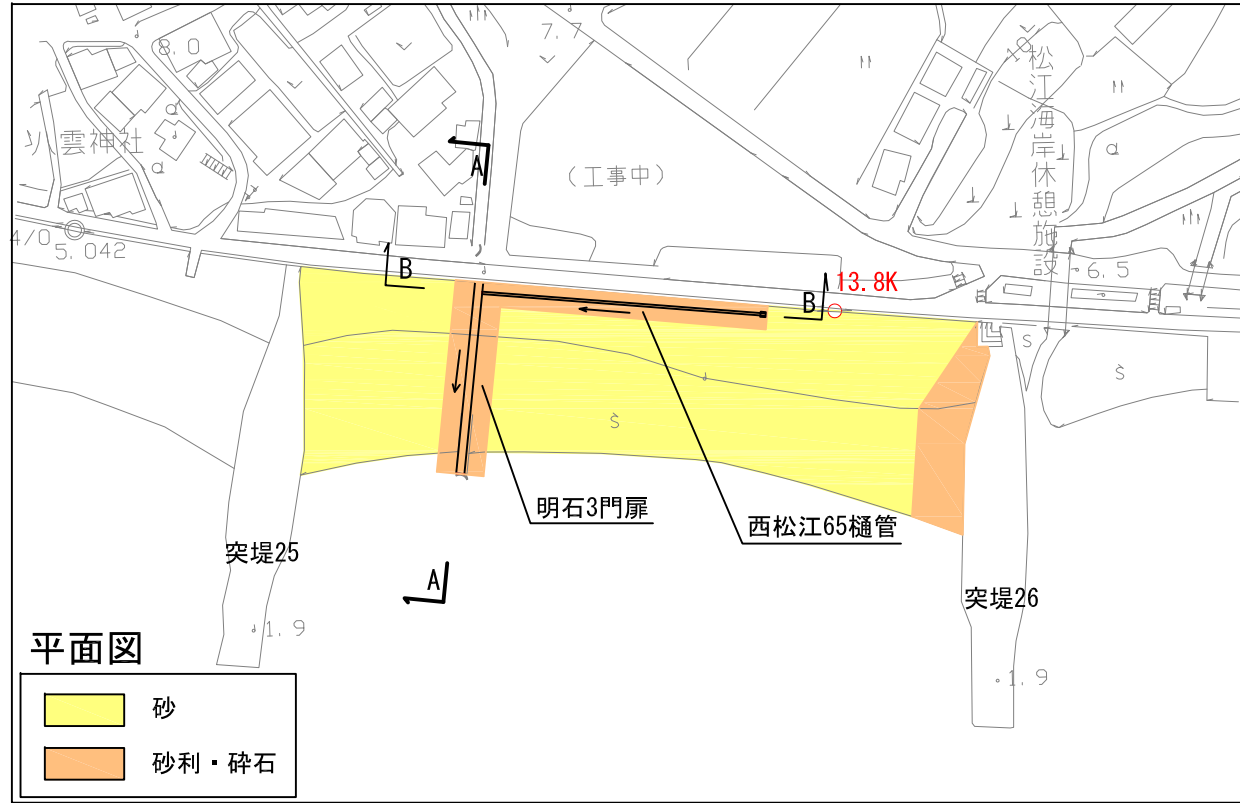 8.0
7.7
八雲神社
松江海岸休憩施設
A
(工事中)
4/0
5.042
B
13.8K
B
6.5
S
S
S
明石3門扉
西松江65樋管
突堤25
A
突堤26
1.9
1.9
平面図
砂
砂利・砕石